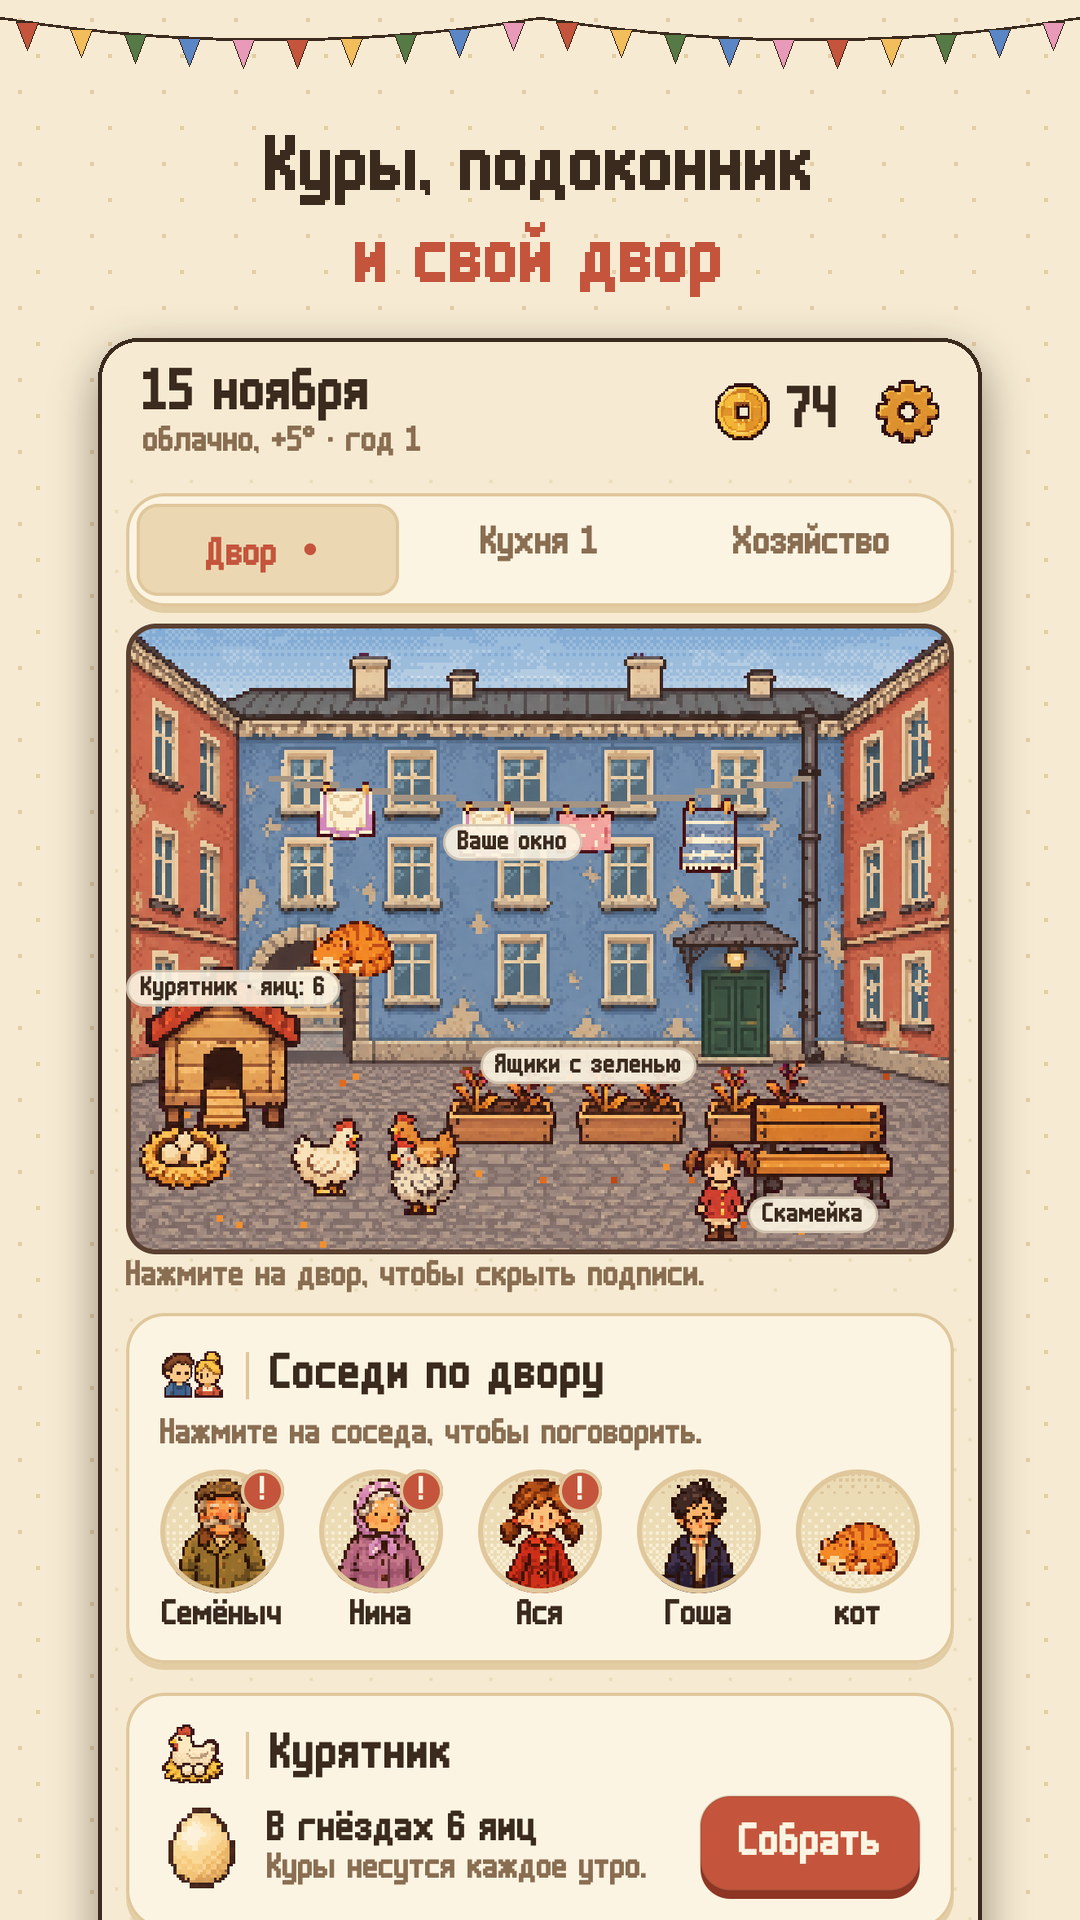 Куры, подоконник
и свой двор
15 ноября
74
облачно, +5° · год 1
Двор •
Кухня 1
Хозяйство
Ваше окно
Курятник · яиц: 6
Ящики с зеленью
Скамейка
Нажмите на двор, чтобы скрыть подписи.
Соседи по двору
Нажмите на соседа, чтобы поговорить.
! ! !
Семёныч Нина Ася Гоша кот
Курятник
В гнёздах 6 яиц
Куры несутся каждое утро.
Собрать